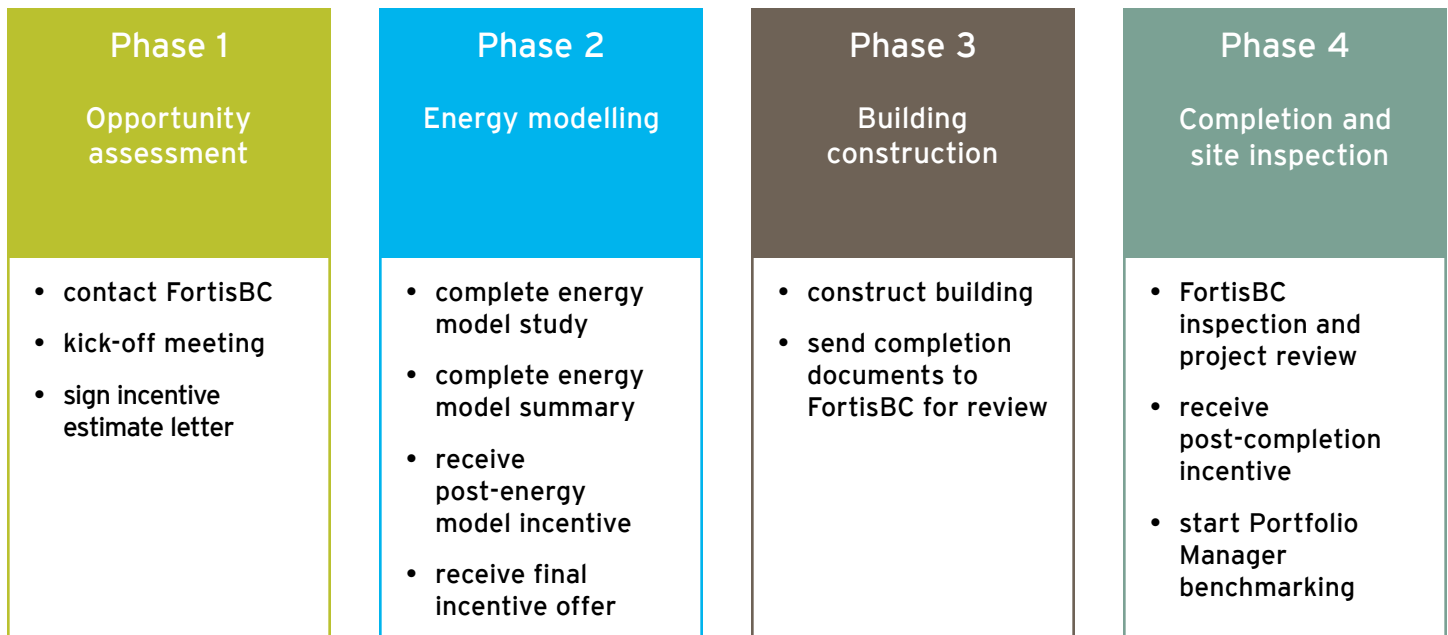 Phase 1
Opportunity
assessment
• contact FortisBC
• kick-off meeting
• sign incentive
estimate letter
Phase 2
Energy modelling
• complete energy
model study
• complete energy
model summary
• receive
post-energy
model incentive
• receive final
incentive offer
Phase 3
Building
construction
• construct building
• send completion
documents to
FortisBC for review
Phase 4
Completion and
site inspection
• FortisBC
inspection and
project review
• receive
post-completion
incentive
• start Portfolio
Manager
benchmarking